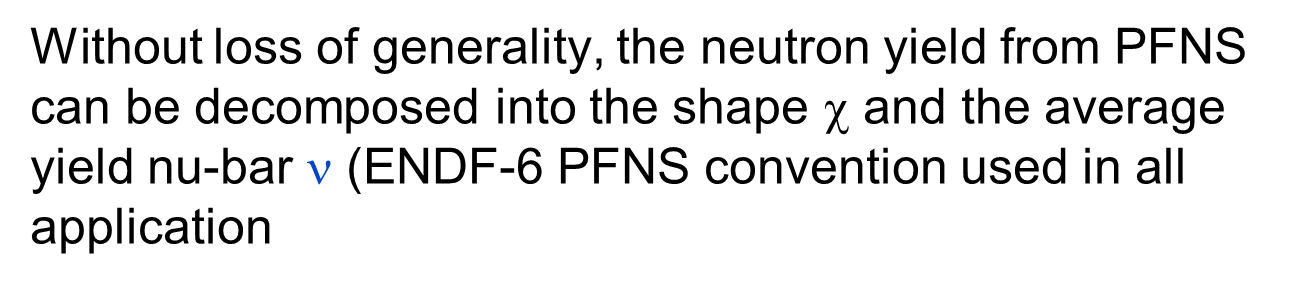 Without loss of generality, the neutron yield from PFNS
can be decomposed into the shape χ and the average
yield nu-bar ν (ENDF-6 PFNS convention used in all
application